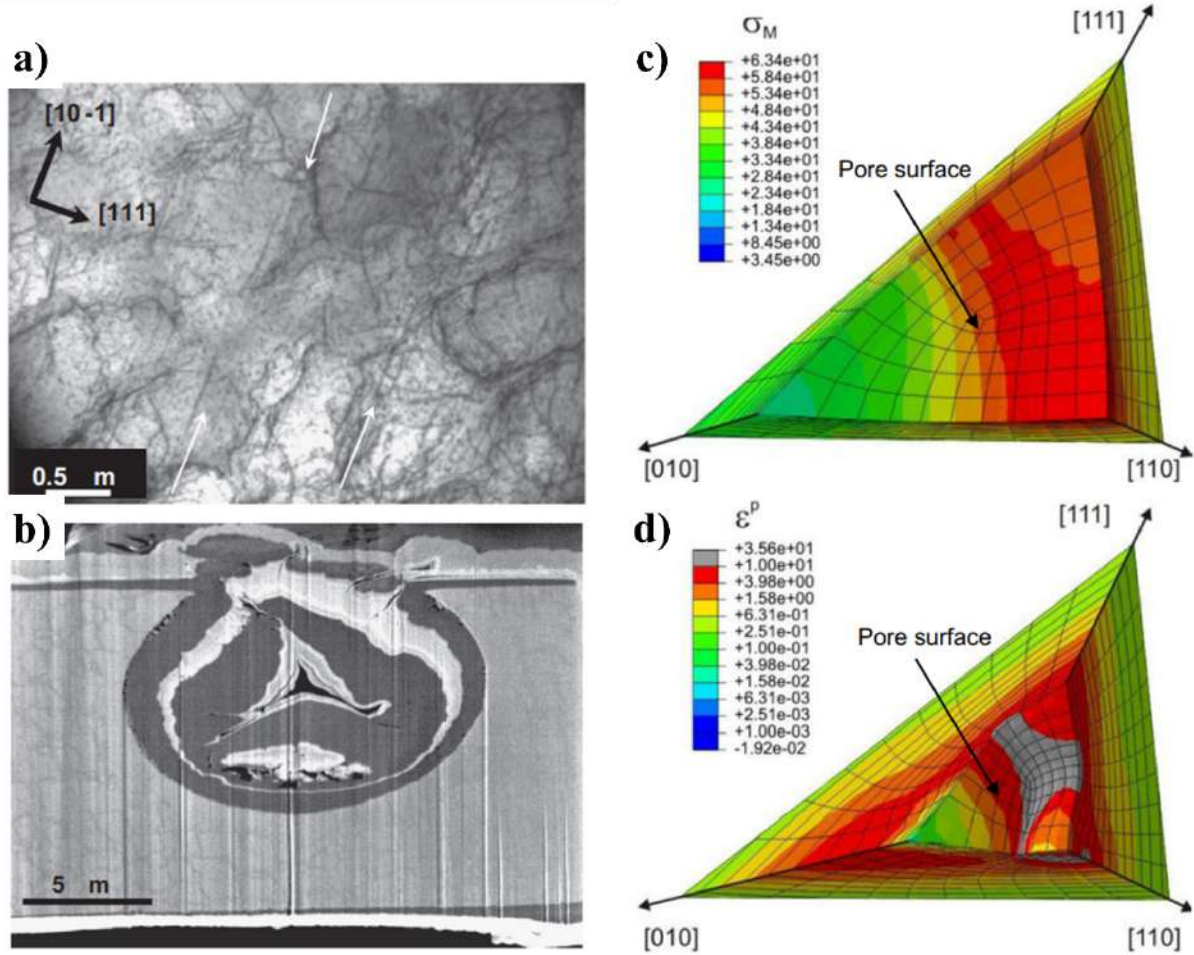 a)
[10 -1]
[111]
0.5 m
b)
5 m
c)
σM
+6.34e+01
+5.84e+01
+5.34e+01
+4.84e+01
+4.34e+01
+3.84e+01
+3.34e+01
+2.84e+01
+2.34e+01
+1.84e+01
+1.34e+01
+8.45e+00
+3.45e+00
Pore surface
[111]
[010]
[110]
d)
εp
+3.56e+01
+1.00e+01
+3.98e+00
+1.58e+00
+6.31e-01
+2.51e-01
+1.00e-01
+3.98e-02
+1.58e-02
+6.31e-03
+2.51e-03
+1.00e-03
-1.92e-02
Pore surface
[111]
[010]
[110]